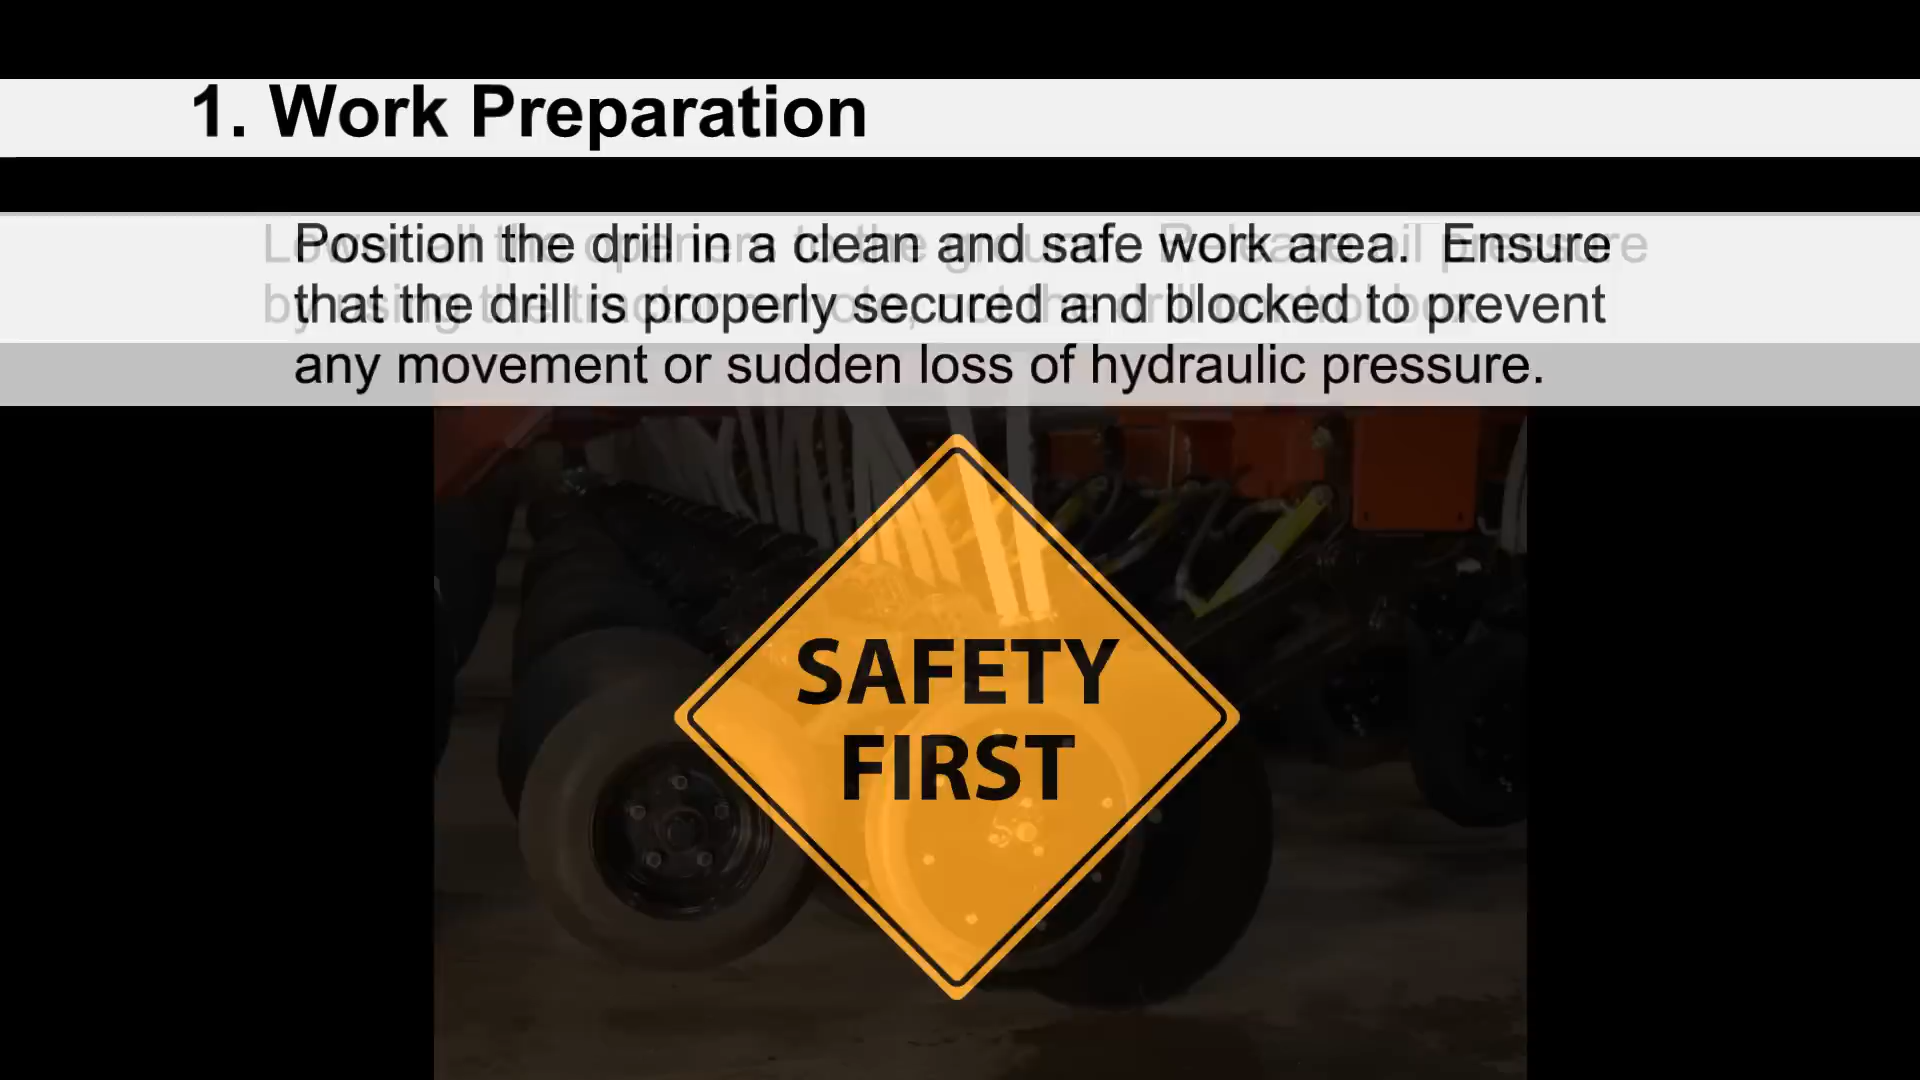 1. Work Preparation
Position the drill in a clean and safe work area. Ensure
that the drill is properly secured and blocked to prevent
any movement or sudden loss of hydraulic pressure.
SAFETY
FIRST